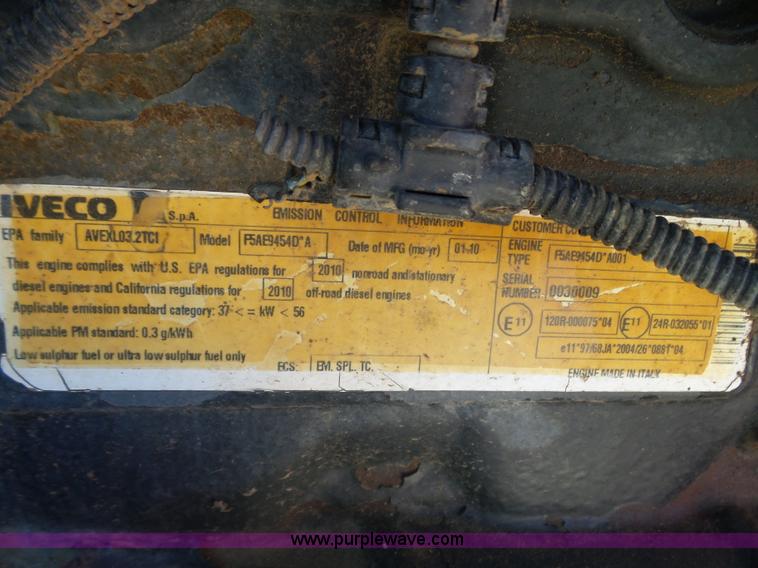 IVECO S.p.A. EMISSION CONTROL INFORMATION
EPA family AVEXL03.2TC1 Model F5AE9454D*A Date of MFG (mo-yr) 01-10
This engine complies with U.S. EPA regulations for 2010 nonroad and stationary
diesel engines and California regulations for 2010 off-road diesel engines
Applicable emission standard category: 37 < = kW < 56
Applicable PM standard: 0.3 g/kWh
Low sulphur fuel or ultra low sulphur fuel only ECS: EM. SPL. TC.
CUSTOMER
ENGINE TYPE F5AE9454D*A001
SERIAL NUMBER 0030009
E11 120R-000075*04 E11 24R-032055*01
e11*97/68JA*2004/26*0881*04
ENGINE MADE IN ITALY
www.purplewave.com